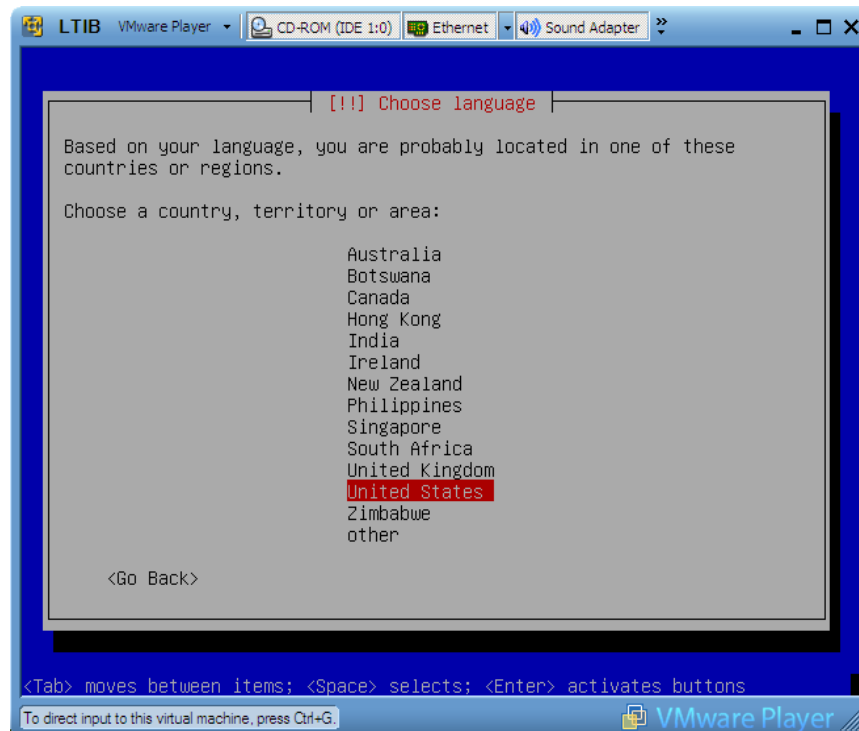 LTIB VMware Player CD-ROM (IDE 1:0) Ethernet Sound Adapter
[!!] Choose language
Based on your language, you are probably located in one of these
countries or regions.
Choose a country, territory or area:
Australia
Botswana
Canada
Hong Kong
India
Ireland
New Zealand
Philippines
Singapore
South Africa
United Kingdom
United States
Zimbabwe
other
<Go Back>
<Tab> moves between items; <Space> selects; <Enter> activates buttons
To direct input to this virtual machine, press Ctrl+G.
VMware Player